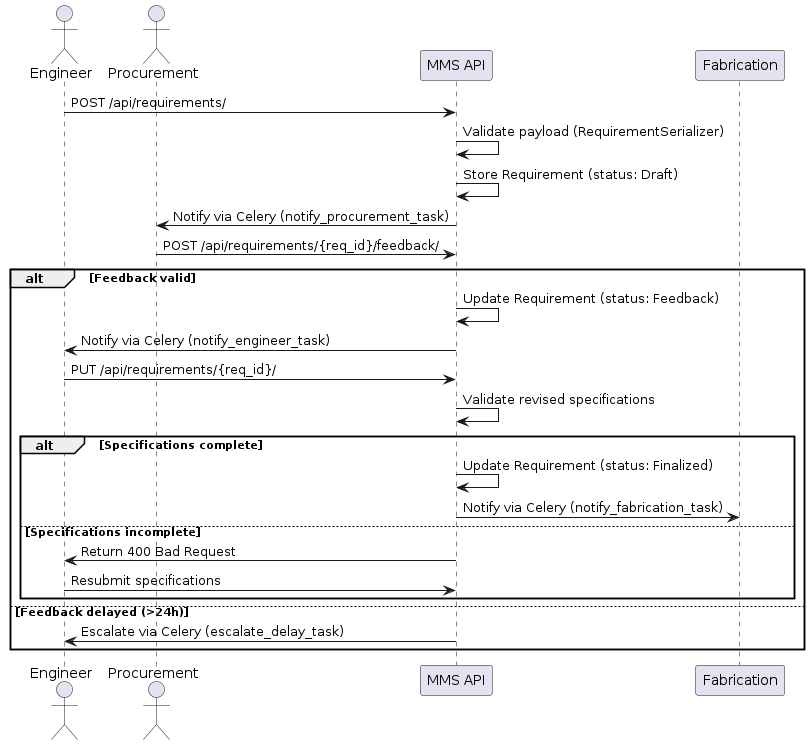 Engineer
Procurement
MMS API
Fabrication
POST /api/requirements/
Validate payload (RequirementSerializer)
Store Requirement (status: Draft)
Notify via Celery (notify_procurement_task)
POST /api/requirements/{req_id}/feedback/
alt
[Feedback valid]
Update Requirement (status: Feedback)
Notify via Celery (notify_engineer_task)
PUT /api/requirements/{req_id}/
Validate revised specifications
alt
[Specifications complete]
Update Requirement (status: Finalized)
Notify via Celery (notify_fabrication_task)
[Specifications incomplete]
Return 400 Bad Request
Resubmit specifications
[Feedback delayed (>24h)]
Escalate via Celery (escalate_delay_task)
Engineer
Procurement
MMS API
Fabrication